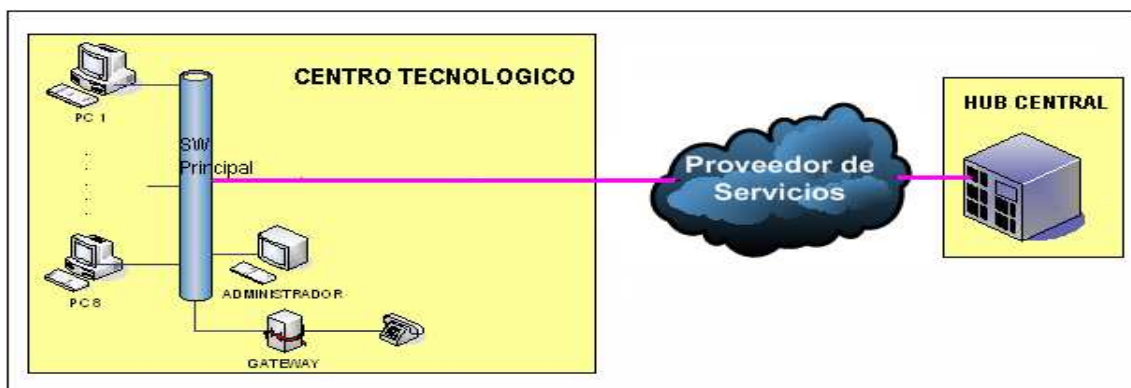 CENTRO TECNOLOGICO
PC 1
SW
Principal
PC 8
ADMINISTRADOR
GATEWAY
Proveedor de
Servicios
HUB CENTRAL